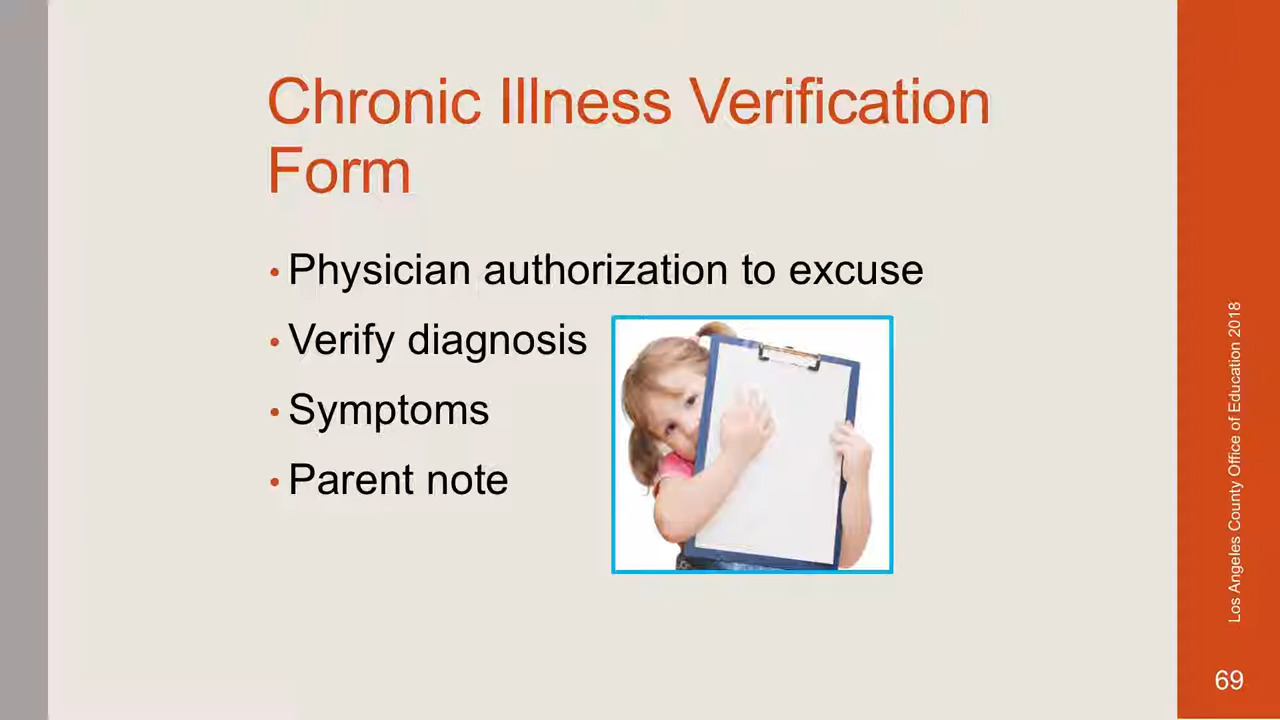 Chronic Illness Verification
Form
• Physician authorization to excuse
• Verify diagnosis
• Symptoms
• Parent note
Los Angeles County Office of Education 2018
69